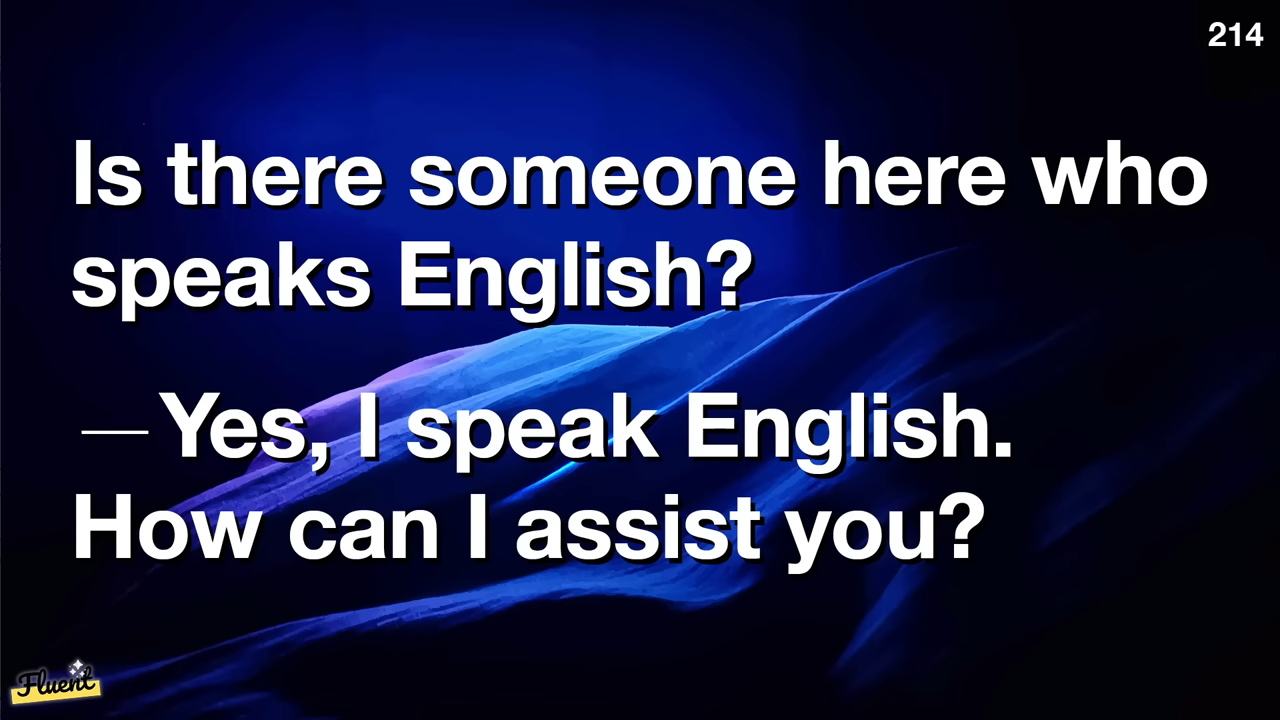 214
Is there someone here who
speaks English?
— Yes, I speak English.
How can I assist you?
Fluent